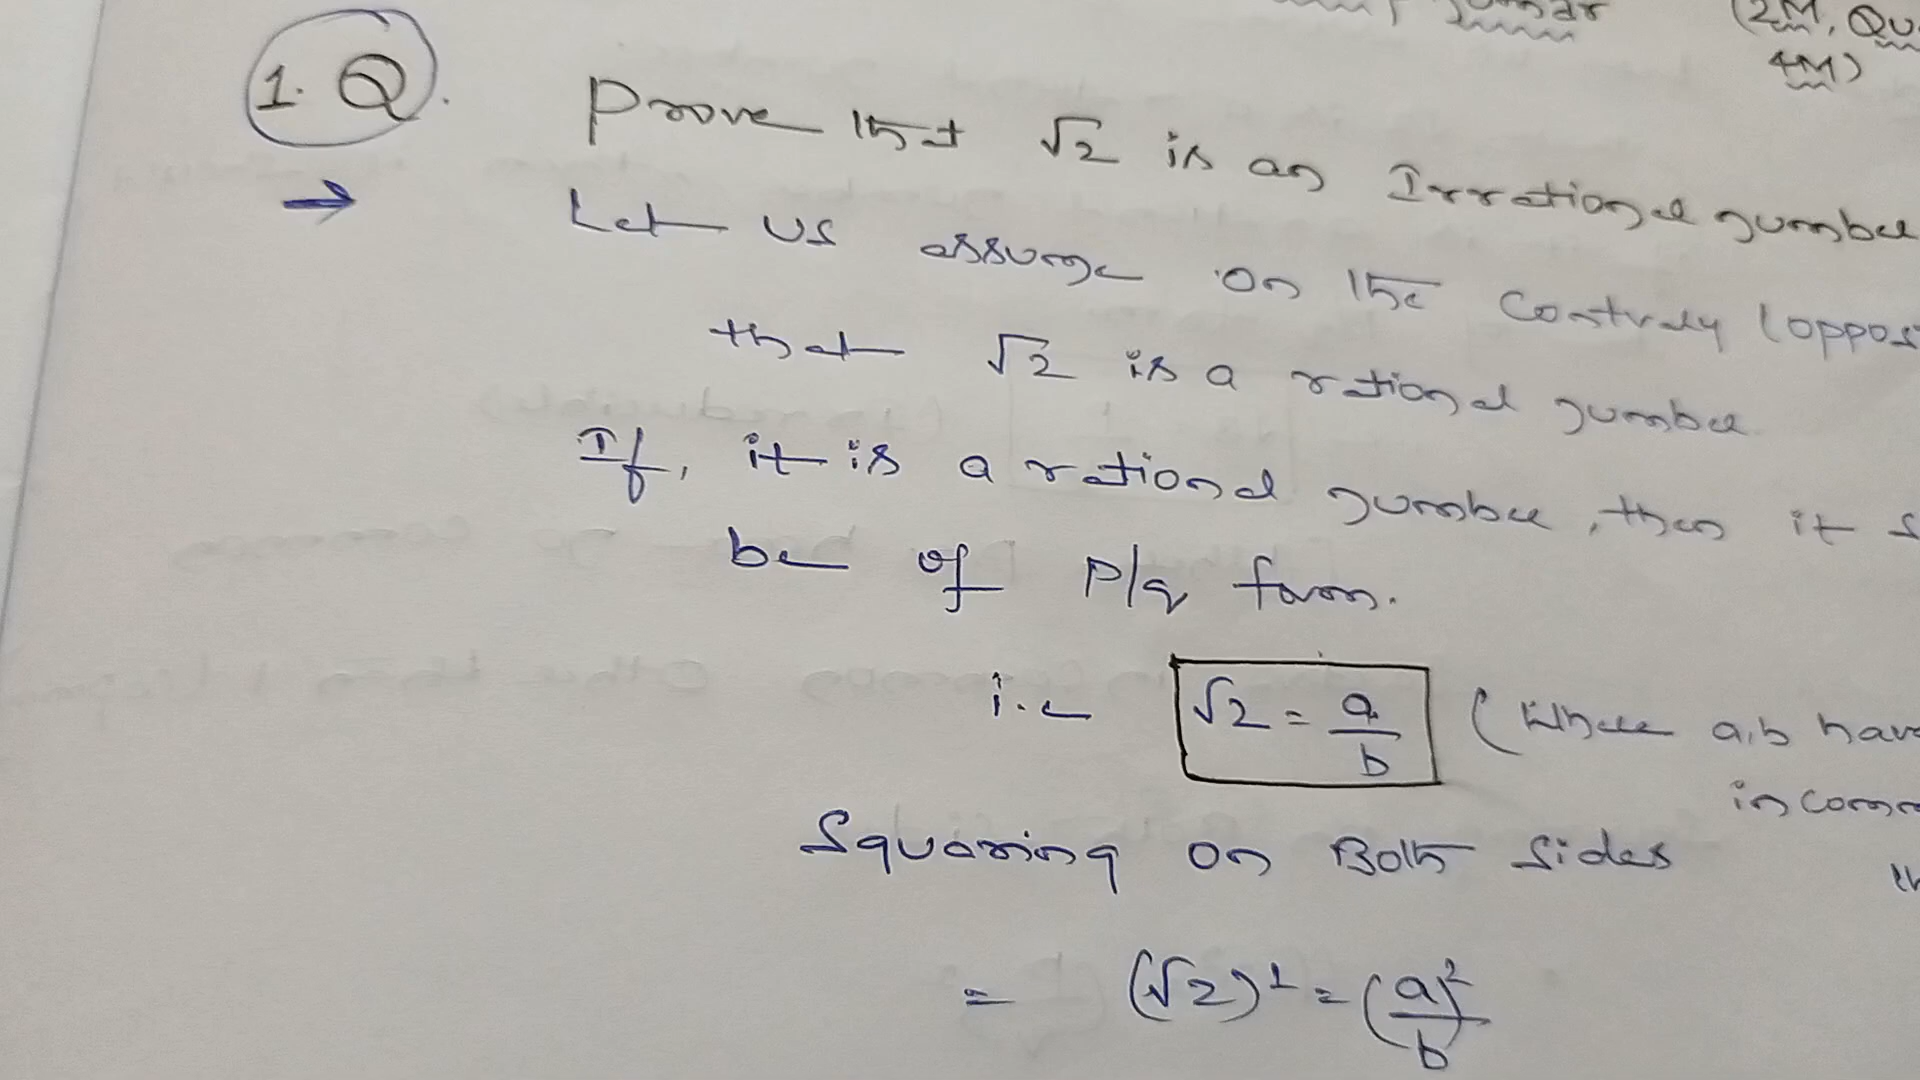 (2M, Qu
4M)
1. Q. Prove that √2 is an Irrational number
→ Let us assume on the contrary (oppos
that √2 is a rational number
If, it is a rational number, then it s
be of P/q form.
i.e √2 = a/b (Where a,b have
in comm
Squaring on Both sides
= (√2)² = (a/b)²